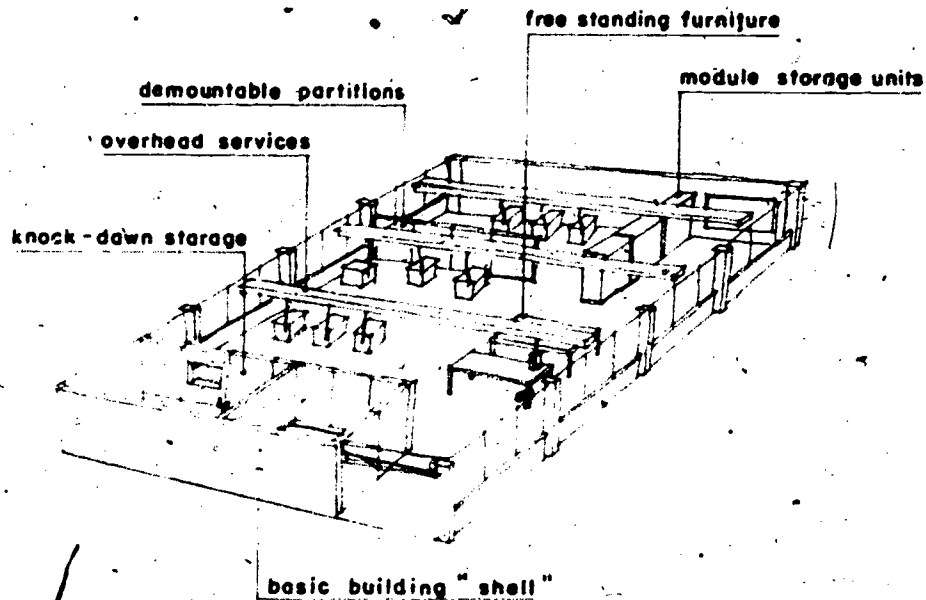 free standing furniture
module storage units
demountable partitions
overhead services
knock-down storage
basic building "shell"